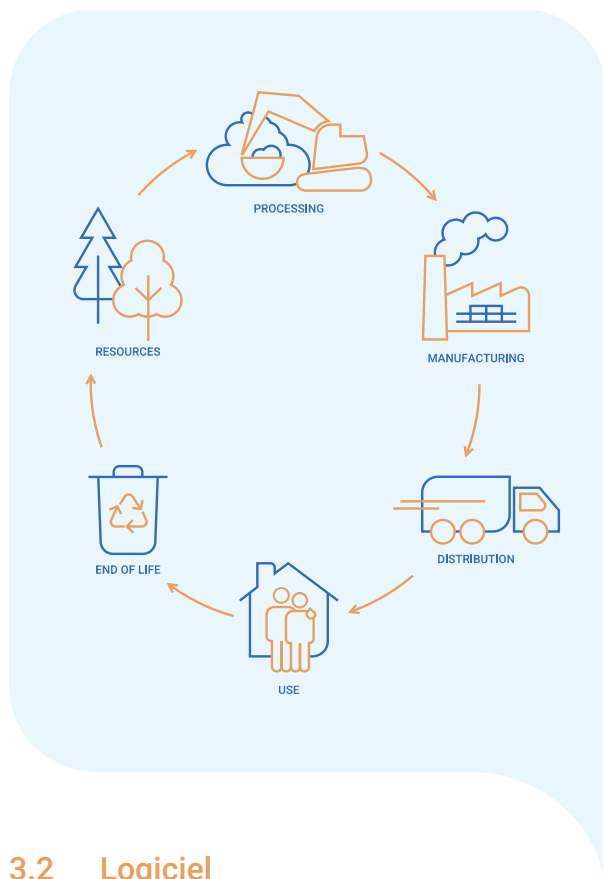 PROCESSING
RESOURCES
MANUFACTURING
END OF LIFE
DISTRIBUTION
USE
3.2 Logiciel